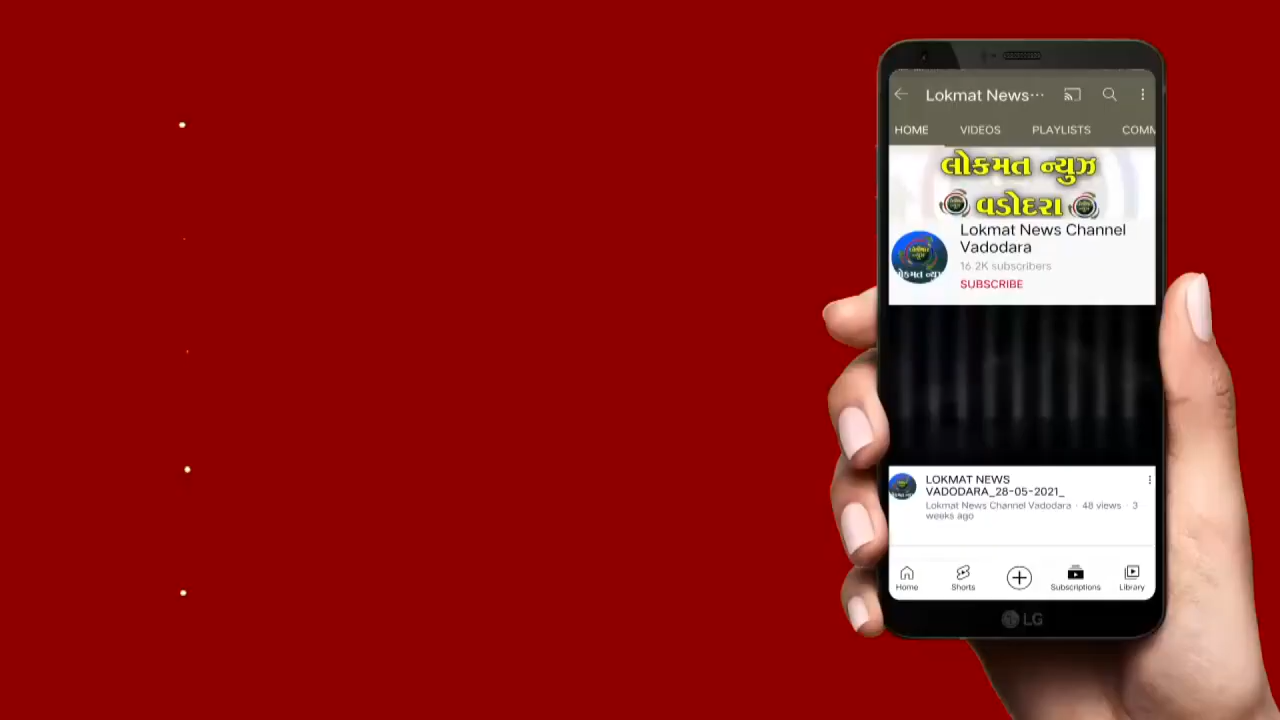 Lokmat News...
HOME VIDEOS PLAYLISTS COMM
લોકમત ન્યુઝ
વડોદરા
Lokmat News Channel
Vadodara
16.2K subscribers
SUBSCRIBE
LOKMAT NEWS
VADODARA_28-05-2021_
Lokmat News Channel Vadodara · 48 views · 3
weeks ago
Home Shorts Subscriptions Library
LG